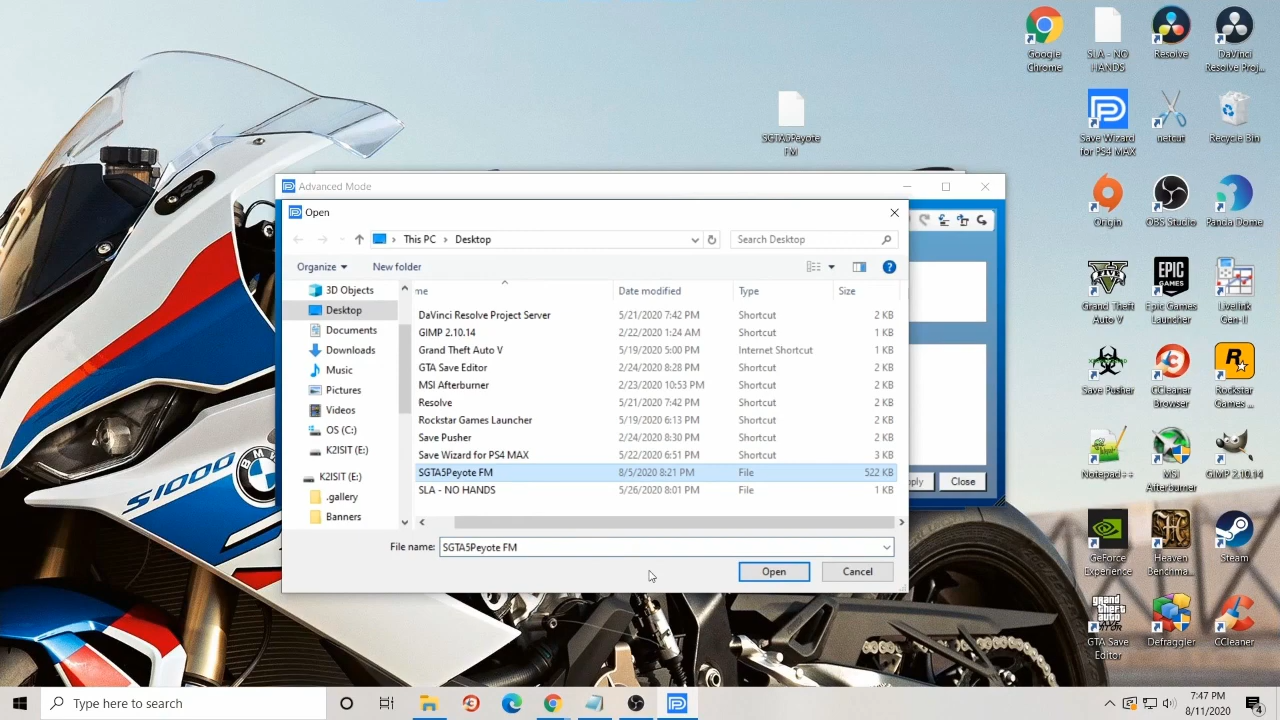 Google
Chrome
SLA - NO
HANDS
Resolve
DaVinci
Resolve Proj...
SGTA5Peyote
FM
Save Wizard
for PS4 MAX
netcut
Recycle Bin
Origin
OBS Studio
Panda Dome
Grand Theft
Auto V
EPIC
GAMES
Epic Games
Launcher
Livelink
Gen-II
Save Pusher
CCleaner
Browser
Rockstar
Games ...
Notepad++
MSI
Afterburner
GIMP 2.10.14
GeForce
Experience
Heaven
Benchma...
Steam
grand
theft
auto
GTA Save
Editor
Defraggler
CCleaner
Advanced Mode
Open
This PC
Desktop
Search Desktop
Organize
New folder
3D Objects
Desktop
Documents
Downloads
Music
Pictures
Videos
OS (C:)
K2ISIT (E:)
K2ISIT (E:)
.gallery
Banners
me Date modified Type Size
DaVinci Resolve Project Server 5/21/2020 7:42 PM Shortcut 2 KB
GIMP 2.10.14 2/22/2020 1:24 AM Shortcut 1 KB
Grand Theft Auto V 5/19/2020 5:00 PM Internet Shortcut 1 KB
GTA Save Editor 2/24/2020 8:28 PM Shortcut 2 KB
MSI Afterburner 2/23/2020 10:53 PM Shortcut 2 KB
Resolve 5/21/2020 7:42 PM Shortcut 2 KB
Rockstar Games Launcher 5/19/2020 6:13 PM Shortcut 2 KB
Save Pusher 2/24/2020 8:30 PM Shortcut 2 KB
Save Wizard for PS4 MAX 5/22/2020 6:51 PM Shortcut 3 KB
SGTA5Peyote FM 8/5/2020 8:21 PM File 522 KB
SLA - NO HANDS 5/26/2020 8:01 PM File 1 KB
File name: SGTA5Peyote FM
Open Cancel
ply Close
RR
S1000
BMW
Type here to search
7:47 PM
8/11/2020
4